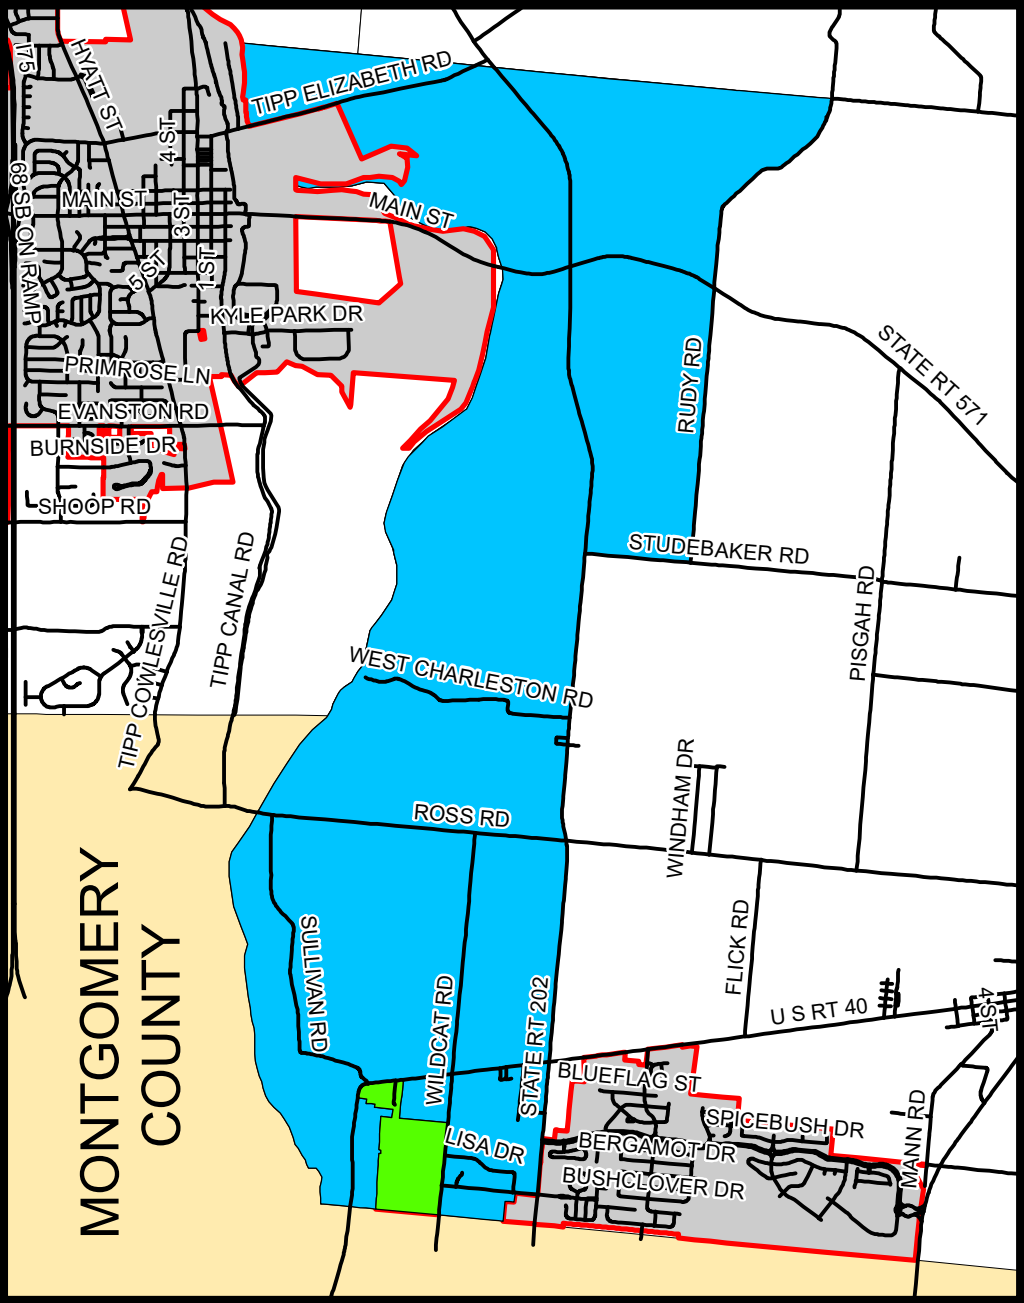 I75
HYATT ST
TIPP ELIZABETH RD
4 ST
68 SB ON RAMP
MAIN ST
3 ST
MAIN ST
5 ST
1 ST
KYLE PARK DR
STATE RT 571
RUDY RD
PRIMROSE LN
EVANSTON RD
BURNSIDE DR
SHOOP RD
TIPP COWLESVILLE RD
TIPP CANAL RD
STUDEBAKER RD
PISGAH RD
WEST CHARLESTON RD
WINDHAM DR
ROSS RD
MONTGOMERY
COUNTY
SULLIVAN RD
FLICK RD
WILDCAT RD
STATE RT 202
U S RT 40
4 ST
BLUEFLAG ST
SPICEBUSH DR
LISA DR
BERGAMOT DR
MANN RD
BUSHCLOVER DR